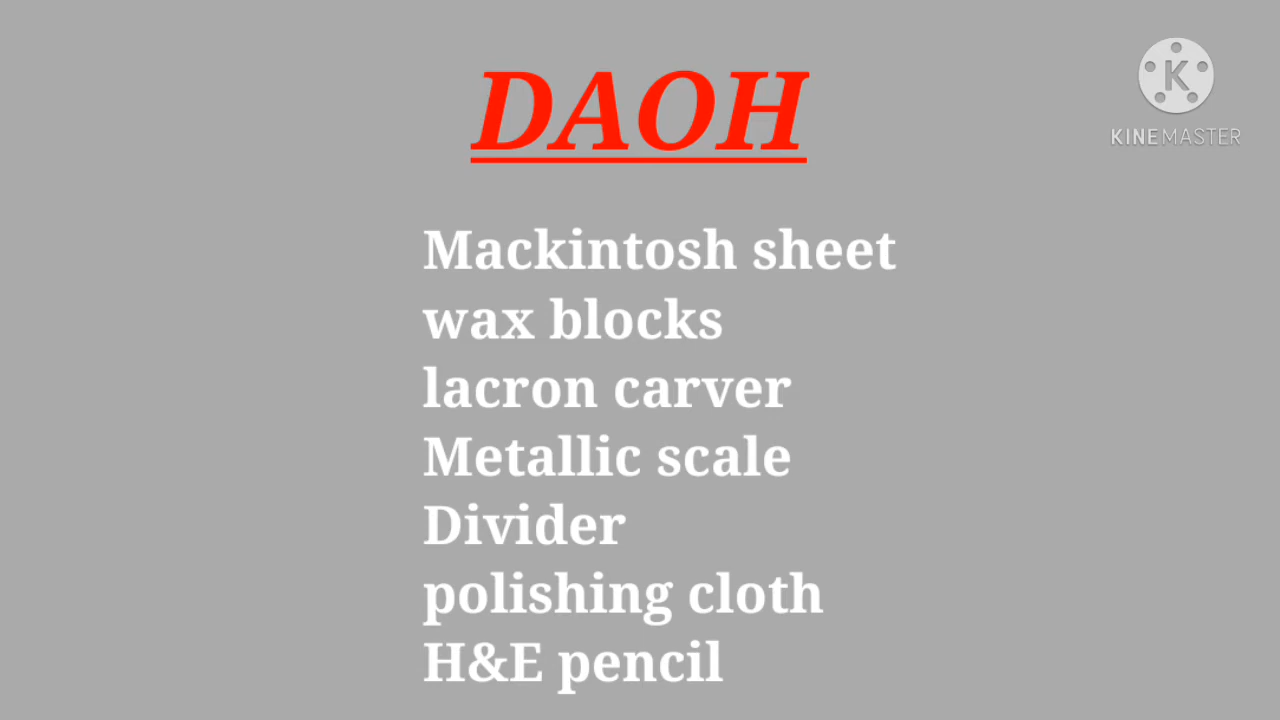 DAOH
K
KINEMASTER
Mackintosh sheet
wax blocks
lacron carver
Metallic scale
Divider
polishing cloth
H&E pencil